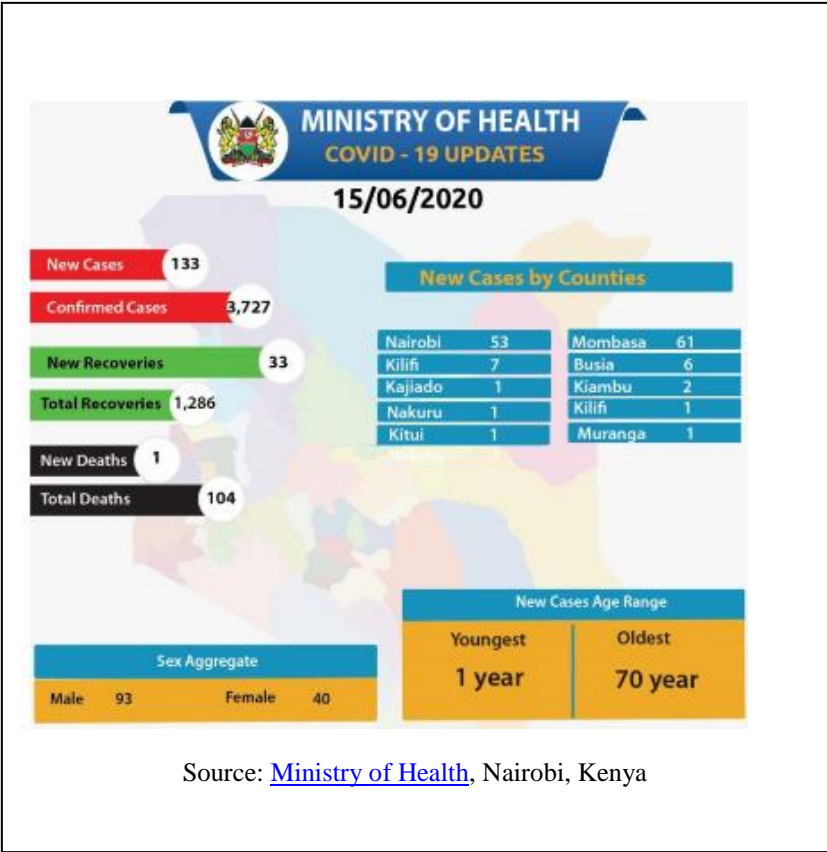 MINISTRY OF HEALTH
COVID - 19 UPDATES
15/06/2020
New Cases 133
Confirmed Cases 3,727
New Recoveries 33
Total Recoveries 1,286
New Deaths 1
Total Deaths 104
New Cases by Counties
Nairobi 53
Kilifi 7
Kajiado 1
Nakuru 1
Kitui 1
Mombasa 61
Busia 6
Kiambu 2
Kilifi 1
Muranga 1
Sex Aggregate
Male 93 Female 40
New Cases Age Range
Youngest Oldest
1 year 70 year
Source: Ministry of Health, Nairobi, Kenya